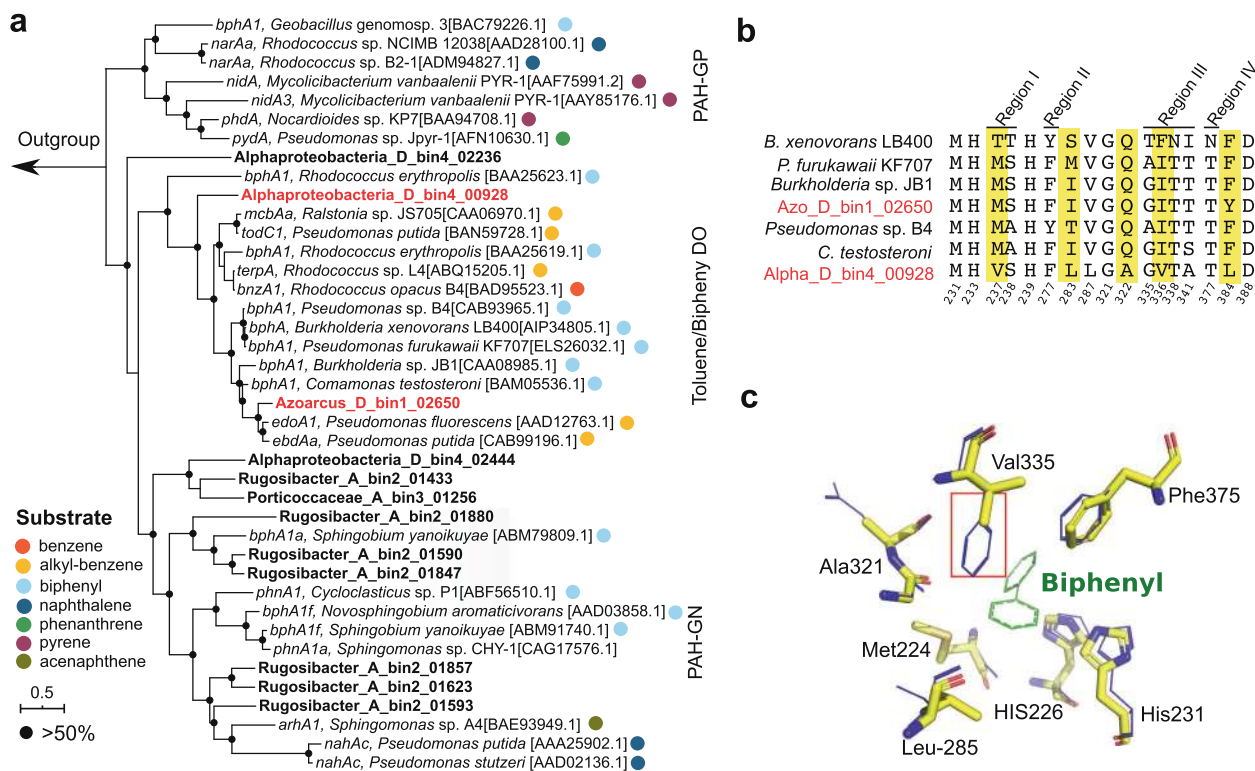 a
bphA1, Geobacillus genomosp. 3[BAC79226.1]
narAa, Rhodococcus sp. NCIMB 12038[AAD28100.1]
narAa, Rhodococcus sp. B2-1[ADM94827.1]
nidA, Mycolicibacterium vanbaalenii PYR-1[AAF75991.2]
nidA3, Mycolicibacterium vanbaalenii PYR-1[AAY85176.1]
phdA, Nocardioides sp. KP7[BAA94708.1]
pydA, Pseudomonas sp. Jpyr-1[AFN10630.1]
PAH-GP
Outgroup
Alphaproteobacteria_D_bin4_02236
bphA1, Rhodococcus erythropolis [BAA25623.1]
Alphaproteobacteria_D_bin4_00928
mcbAa, Ralstonia sp. JS705[CAA06970.1]
todC1, Pseudomonas putida [BAN59728.1]
bphA1, Rhodococcus erythropolis [BAA25619.1]
terpA, Rhodococcus sp. L4[ABQ15205.1]
bnzA1, Rhodococcus opacus B4[BAD95523.1]
bphA1, Pseudomonas sp. B4[CAB93965.1]
bphA, Burkholderia xenovorans LB400[AIP34805.1]
bphA1, Pseudomonas furukawaii KF707[ELS26032.1]
bphA1, Burkholderia sp. JB1[CAA08985.1]
bphA1, Comamonas testosteroni [BAM05536.1]
Azoarcus_D_bin1_02650
edoA1, Pseudomonas fluorescens [AAD12763.1]
ebdAa, Pseudomonas putida [CAB99196.1]
Toluene/Bipheny DO
Alphaproteobacteria_D_bin4_02444
Rugosibacter_A_bin2_01433
Porticoccaceae_A_bin3_01256
Rugosibacter_A_bin2_01880
bphA1a, Sphingobium yanoikuyae [ABM79809.1]
Rugosibacter_A_bin2_01590
Rugosibacter_A_bin2_01847
phnA1, Cycloclasticus sp. P1[ABF56510.1]
bphA1f, Novosphingobium aromaticivorans [AAD03858.1]
bphA1f, Sphingobium yanoikuyae [ABM91740.1]
phnA1a, Sphingomonas sp. CHY-1[CAG17576.1]
Rugosibacter_A_bin2_01857
Rugosibacter_A_bin2_01623
Rugosibacter_A_bin2_01593
arhA1, Sphingomonas sp. A4[BAE93949.1]
nahAc, Pseudomonas putida [AAA25902.1]
nahAc, Pseudomonas stutzeri [AAD02136.1]
PAH-GN
Substrate
benzene
alkyl-benzene
biphenyl
naphthalene
phenanthrene
pyrene
acenaphthene
0.5
>50%
b
Region I
Region II
Region III
Region IV
B. xenovorans LB400 M H T T H Y S V G Q T F N I N F D
P. furukawaii KF707 M H M S H F M V G Q A I T T T F D
Burkholderia sp. JB1 M H M S H F I V G Q G I T T T F D
Azo_D_bin1_02650 M H M S H F I V G Q G I T T T Y D
Pseudomonas sp. B4 M H M A H Y T V G Q A I T T T F D
C. testosteroni M H M A H F I V G Q G I T S T F D
Alpha_D_bin4_00928 M H V S H F L L G A G V T A T L D
231 233 237 238 239 277 283 287 321 322 335 336 338 341 377 384 388
c
Val335
Phe375
Ala321
Biphenyl
Met224
HIS226
His231
Leu-285